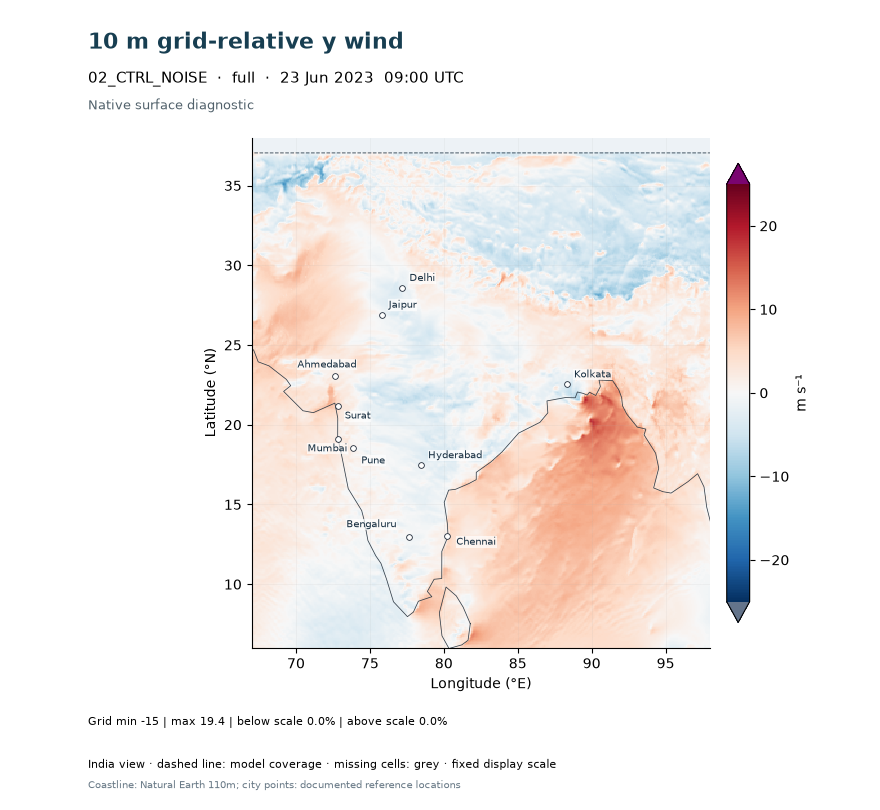 10 m grid-relative y wind
02_CTRL_NOISE · full · 23 Jun 2023 09:00 UTC
Native surface diagnostic
35
30
25
20
15
10
Latitude (°N)
70
75
80
85
90
95
Longitude (°E)
Delhi
Jaipur
Ahmedabad
Kolkata
Surat
Mumbai
Pune
Hyderabad
Bengaluru
Chennai
20
10
0
−10
−20
m s⁻¹
Grid min -15 | max 19.4 | below scale 0.0% | above scale 0.0%
India view · dashed line: model coverage · missing cells: grey · fixed display scale
Coastline: Natural Earth 110m; city points: documented reference locations